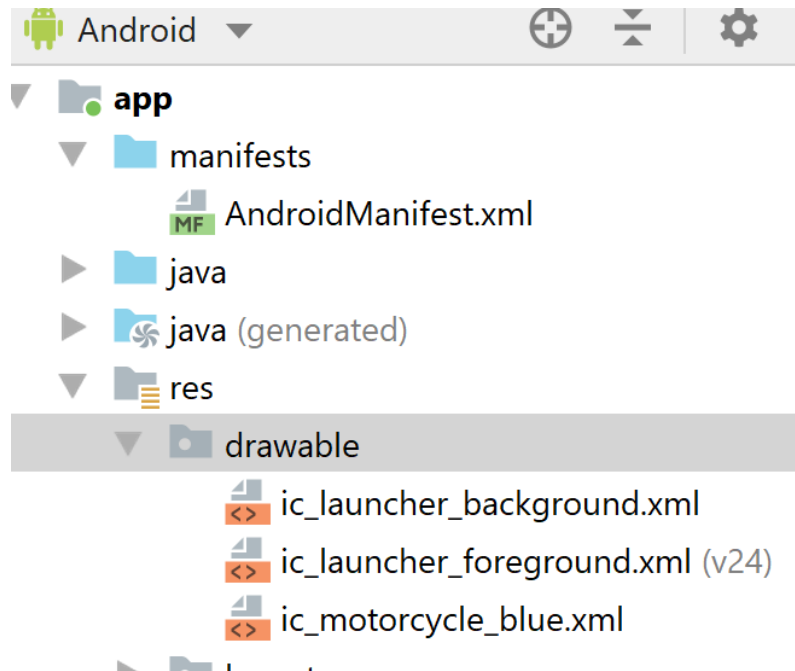 Android
app
manifests
MF AndroidManifest.xml
java
java (generated)
res
drawable
<> ic_launcher_background.xml
<> ic_launcher_foreground.xml (v24)
<> ic_motorcycle_blue.xml